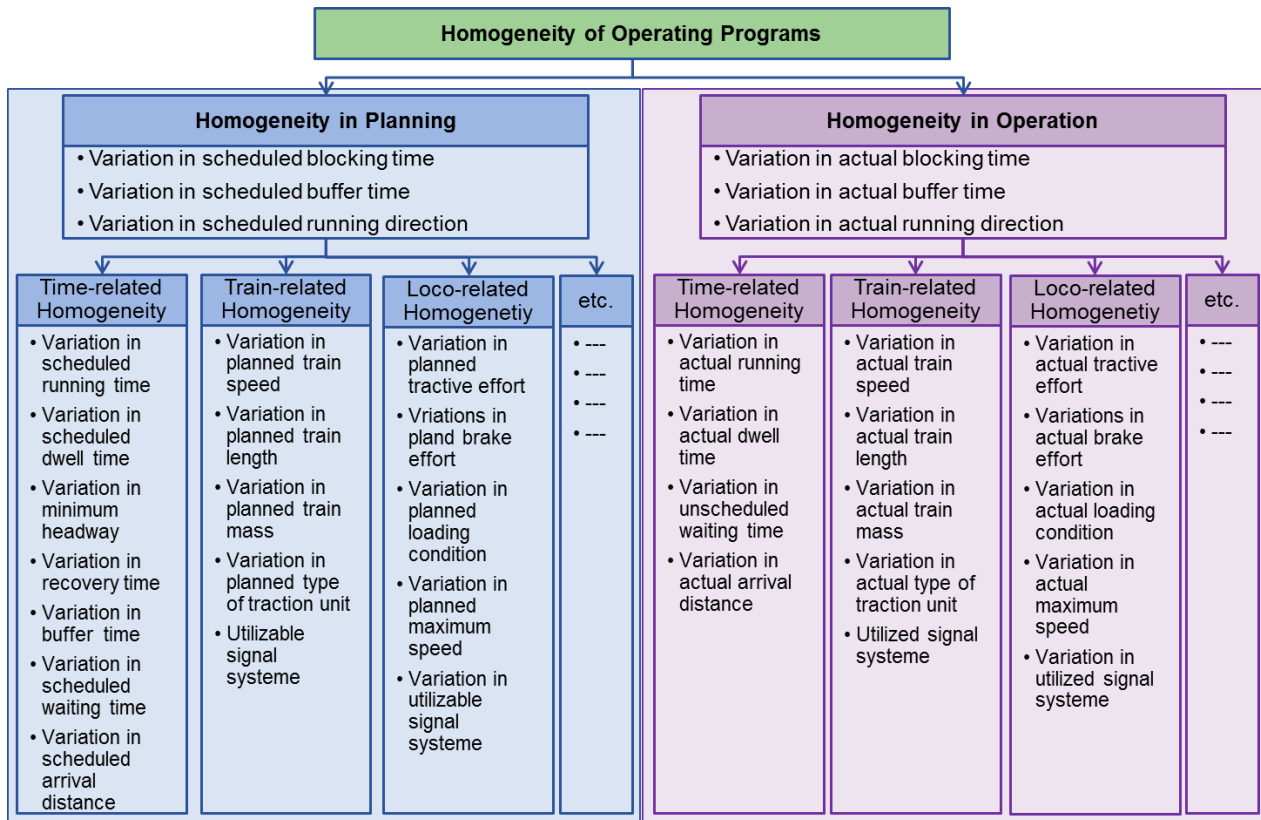 Homogeneity of Operating Programs
Homogeneity in Planning
• Variation in scheduled blocking time
• Variation in scheduled buffer time
• Variation in scheduled running direction
Time-related
Homogeneity
• Variation in
scheduled
running time
• Variation in
scheduled
dwell time
• Variation in
minimum
headway
• Variation in
recovery time
• Variation in
buffer time
• Variation in
scheduled
waiting time
• Variation in
scheduled
arrival
distance
Train-related
Homogeneity
• Variation in
planned train
speed
• Variation in
planned train
length
• Variation in
planned train
mass
• Variation in
planned type
of traction unit
• Utilizable
signal
systeme
Loco-related
Homogenetiy
• Variation in
planned
tractive effort
• Vriations in
pland brake
effort
• Variation in
planned
loading
condition
• Variation in
planned
maximum
speed
• Variation in
utilizable
signal
systeme
etc.
• ---
• ---
• ---
• ---
Homogeneity in Operation
• Variation in actual blocking time
• Variation in actual buffer time
• Variation in actual running direction
Time-related
Homogeneity
• Variation in
actual running
time
• Variation in
actual dwell
time
• Variation in
unscheduled
waiting time
• Variation in
actual arrival
distance
Train-related
Homogeneity
• Variation in
actual train
speed
• Variation in
actual train
length
• Variation in
actual train
mass
• Variation in
actual type of
traction unit
• Utilized signal
systeme
Loco-related
Homogenetiy
• Variation in
actual tractive
effort
• Variations in
actual brake
effort
• Variation in
actual loading
condition
• Variation in
actual
maximum
speed
• Variation in
utilized signal
systeme
etc.
• ---
• ---
• ---
• ---